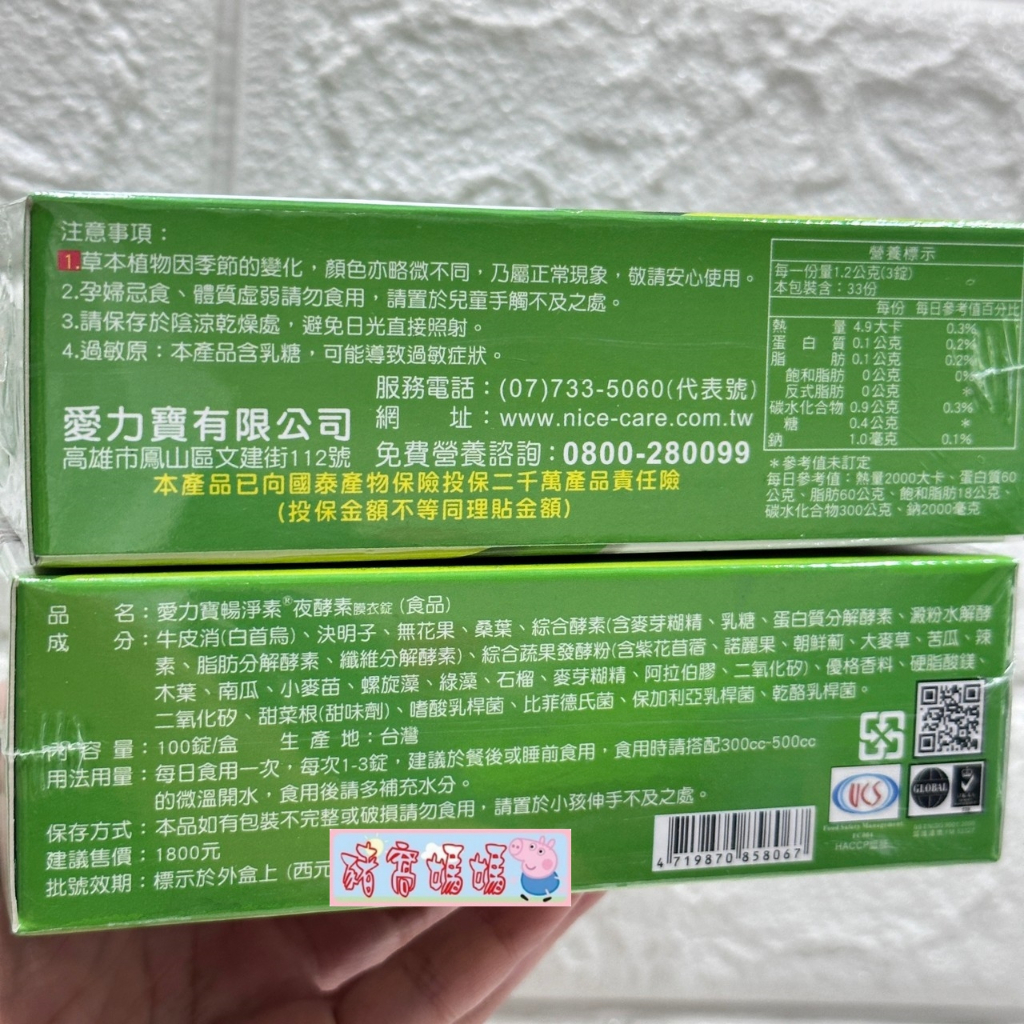 注意事項：
1.草本植物因季節的變化，顏色亦略微不同，乃屬正常現象，敬請安心使用。
2.孕婦忌食、體質虛弱請勿食用，請置於兒童手觸不及之處。
3.請保存於陰涼乾燥處，避免日光直接照射。
4.過敏原：本產品含乳糖，可能導致過敏症狀。
服務電話：(07)733-5060(代表號)
愛力寶有限公司 網　　址：www.nice-care.com.tw
高雄市鳳山區文建街112號 免費營養諮詢：0800-280099
本產品已向國泰產物保險投保二千萬產品責任險
(投保金額不等同理賠金額)
營養標示
每一份量1.2公克(3錠)
本包裝含：33份
每份 每日參考值百分比
熱量 4.9大卡 0.3%
蛋白質 0.1公克 0.2%
脂肪 0.1公克 0.2%
飽和脂肪 0公克 0%
反式脂肪 0公克 *
碳水化合物 0.9公克 0.3%
糖 0.4公克 *
鈉 1.0毫克 0.1%
*參考值未訂定
每日參考值：熱量2000大卡、蛋白質60
公克、脂肪60公克、飽和脂肪18公克、
碳水化合物300公克、鈉2000毫克
品　　名：愛力寶暢淨素®夜酵素膜衣錠(食品)
成　　分：牛皮消(白首烏)、決明子、無花果、桑葉、綜合酵素(含麥芽糊精、乳糖、蛋白質分解酵素、澱粉水解酵
素、脂肪分解酵素、纖維分解酵素)、綜合蔬果發酵粉(含紫花苜蓿、諾麗果、朝鮮薊、大麥草、苦瓜、辣
木葉、南瓜、小麥苗、螺旋藻、綠藻、石榴、麥芽糊精、阿拉伯膠、二氧化矽)、優格香料、硬脂酸鎂、
二氧化矽、甜菜根(甜味劑)、嗜酸乳桿菌、比菲德氏菌、保加利亞乳桿菌、乾酪乳桿菌。
內 容 量：100錠/盒　生 產 地：台灣
用法用量：每日食用一次，每次1-3錠，建議於餐後或睡前食用，食用時請搭配300cc-500cc
的微溫開水，食用後請多補充水分。
保存方式：本品如有包裝不完整或破損請勿食用，請置於小孩伸手不及之處。
建議售價：1800元
批號效期：標示於外盒上 (西元
豬窩媽媽
4 719870 858067
UCS
Food Safety Management
HACCP
GLOBAL